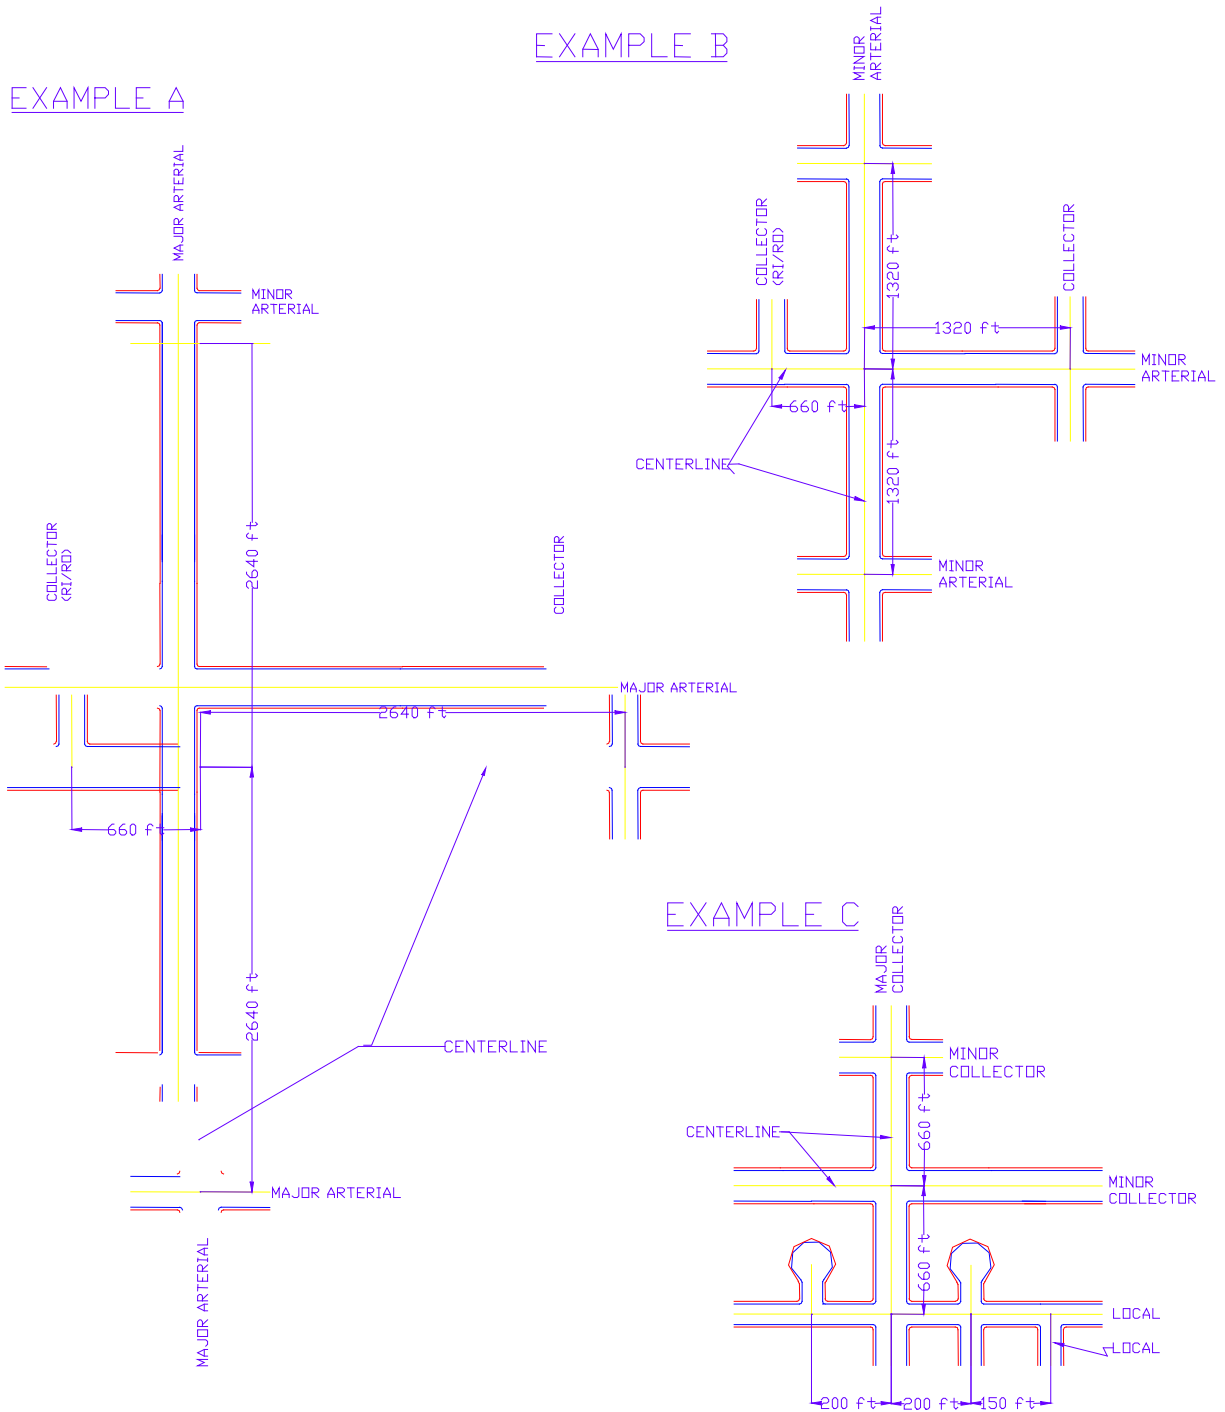 EXAMPLE A
MAJOR ARTERIAL
MINOR
ARTERIAL
2640 ft
COLLECTOR
(RI/RO)
COLLECTOR
MAJOR ARTERIAL
2640 ft
660 ft
2640 ft
CENTERLINE
MAJOR ARTERIAL
MAJOR ARTERIAL
EXAMPLE B
MINOR
ARTERIAL
COLLECTOR
(RI/RO)
COLLECTOR
1320 ft
1320 ft
MINOR
ARTERIAL
660 ft
CENTERLINE
1320 ft
MINOR
ARTERIAL
EXAMPLE C
MAJOR
COLLECTOR
MINOR
COLLECTOR
660 ft
CENTERLINE
MINOR
COLLECTOR
660 ft
LOCAL
LOCAL
200 ft
200 ft
150 ft